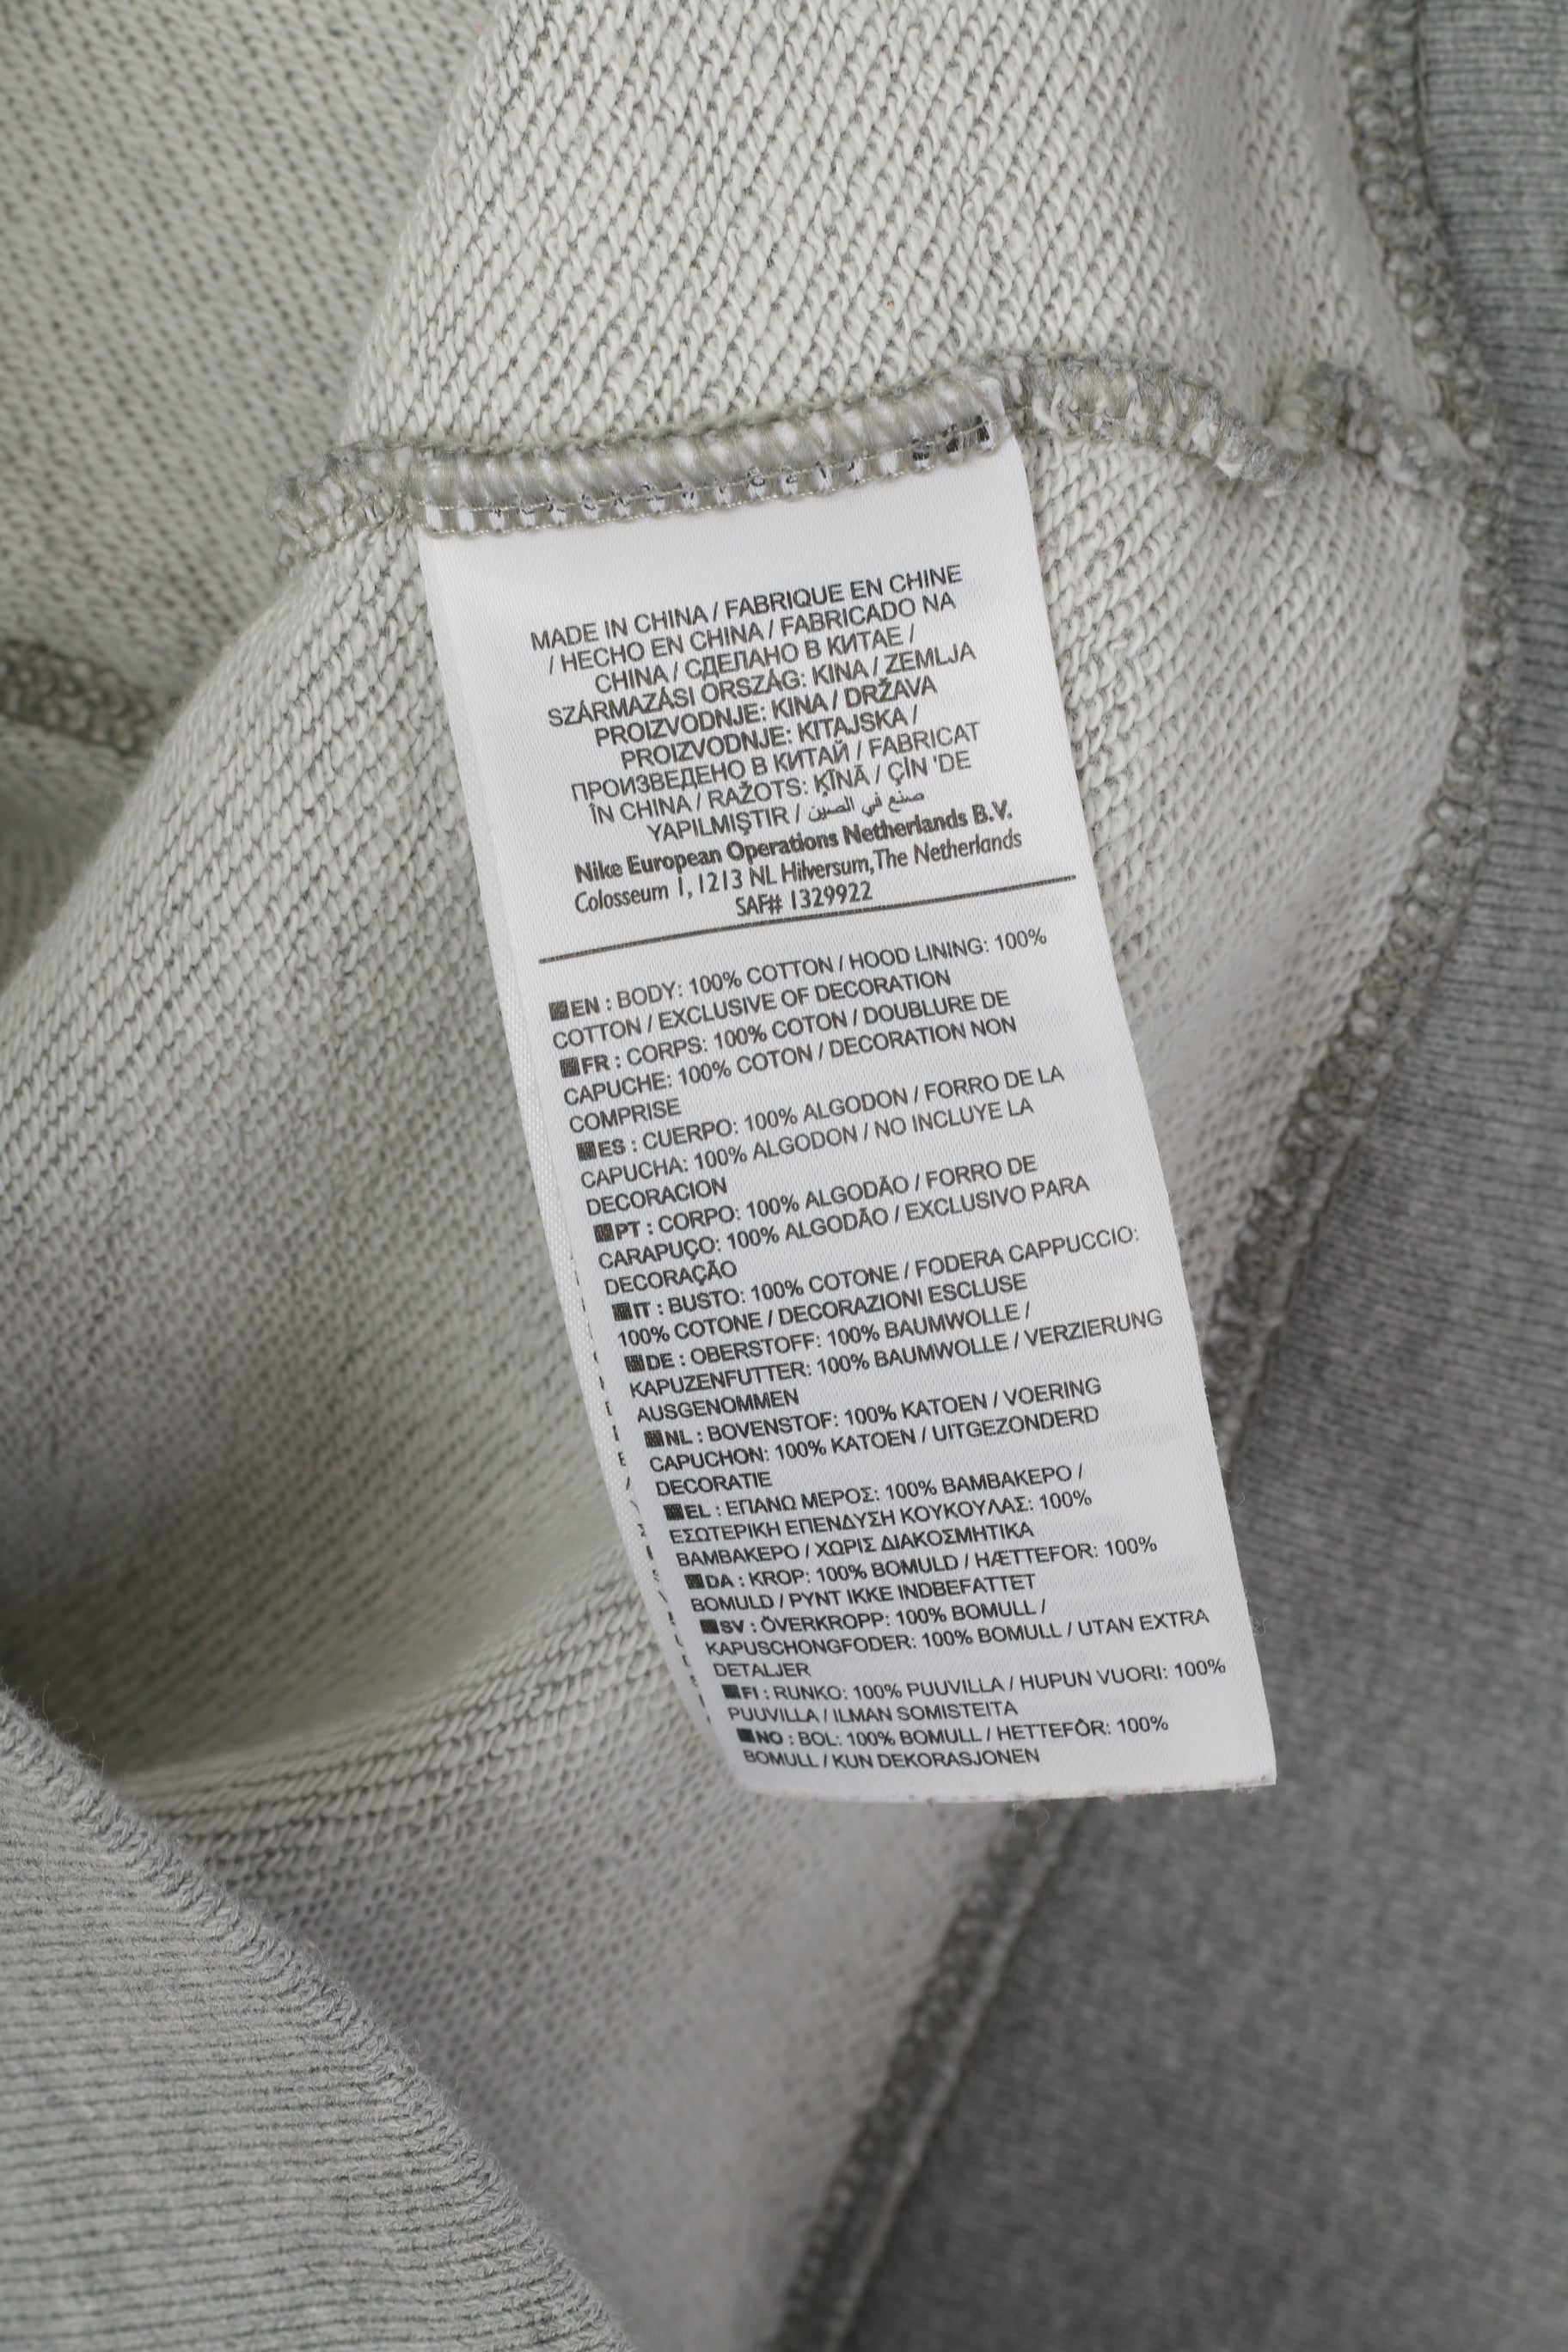 MADE IN CHINA / FABRIQUE EN CHINE
/ HECHO EN CHINA / FABRICADO NA
CHINA / СДЕЛАНО В КИТАЕ /
SZÁRMAZÁSI ORSZÁG: KINA / ZEMLJA
PROIZVODNJE: KINA / DRŽAVA
PROIZVODNJE: KITAJSKA /
ПРОИЗВЕДЕНО В КИТАЙ / FABRICAT
ÎN CHINA / RAŽOTS: ĶĪNĀ / ÇİN 'DE
YAPILMIŞTIR / صنع في الصين
Nike European Operations Netherlands B.V.
Colosseum 1, 1213 NL Hilversum, The Netherlands
SAF# 1329922
EN : BODY: 100% COTTON / HOOD LINING: 100%
COTTON / EXCLUSIVE OF DECORATION
FR : CORPS: 100% COTON / DOUBLURE DE
CAPUCHE: 100% COTON / DECORATION NON
COMPRISE
ES : CUERPO: 100% ALGODON / FORRO DE LA
CAPUCHA: 100% ALGODON / NO INCLUYE LA
DECORACION
PT : CORPO: 100% ALGODÃO / FORRO DE
CARAPUÇO: 100% ALGODÃO / EXCLUSIVO PARA
DECORAÇÃO
IT : BUSTO: 100% COTONE / FODERA CAPPUCCIO:
100% COTONE / DECORAZIONI ESCLUSE
DE : OBERSTOFF: 100% BAUMWOLLE /
KAPUZENFUTTER: 100% BAUMWOLLE / VERZIERUNG
AUSGENOMMEN
NL : BOVENSTOF: 100% KATOEN / VOERING
CAPUCHON: 100% KATOEN / UITGEZONDERD
DECORATIE
EL : ΕΠΑΝΩ ΜΕΡΟΣ: 100% ΒΑΜΒΑΚΕΡΟ /
ΕΣΩΤΕΡΙΚΗ ΕΠΕΝΔΥΣΗ ΚΟΥΚΟΥΛΑΣ: 100%
ΒΑΜΒΑΚΕΡΟ / ΧΩΡΙΣ ΔΙΑΚΟΣΜΗΤΙΚΑ
DA : KROP: 100% BOMULD / HÆTTEFOR: 100%
BOMULD / PYNT IKKE INDBEFATTET
SV : ÖVERKROPP: 100% BOMULL /
KAPUSCHONGFODER: 100% BOMULL / UTAN EXTRA
DETALJER
FI : RUNKO: 100% PUUVILLA / HUPUN VUORI: 100%
PUUVILLA / ILMAN SOMISTEITA
NO : BOL: 100% BOMULL / HETTEFÔR: 100%
BOMULL / KUN DEKORASJONEN